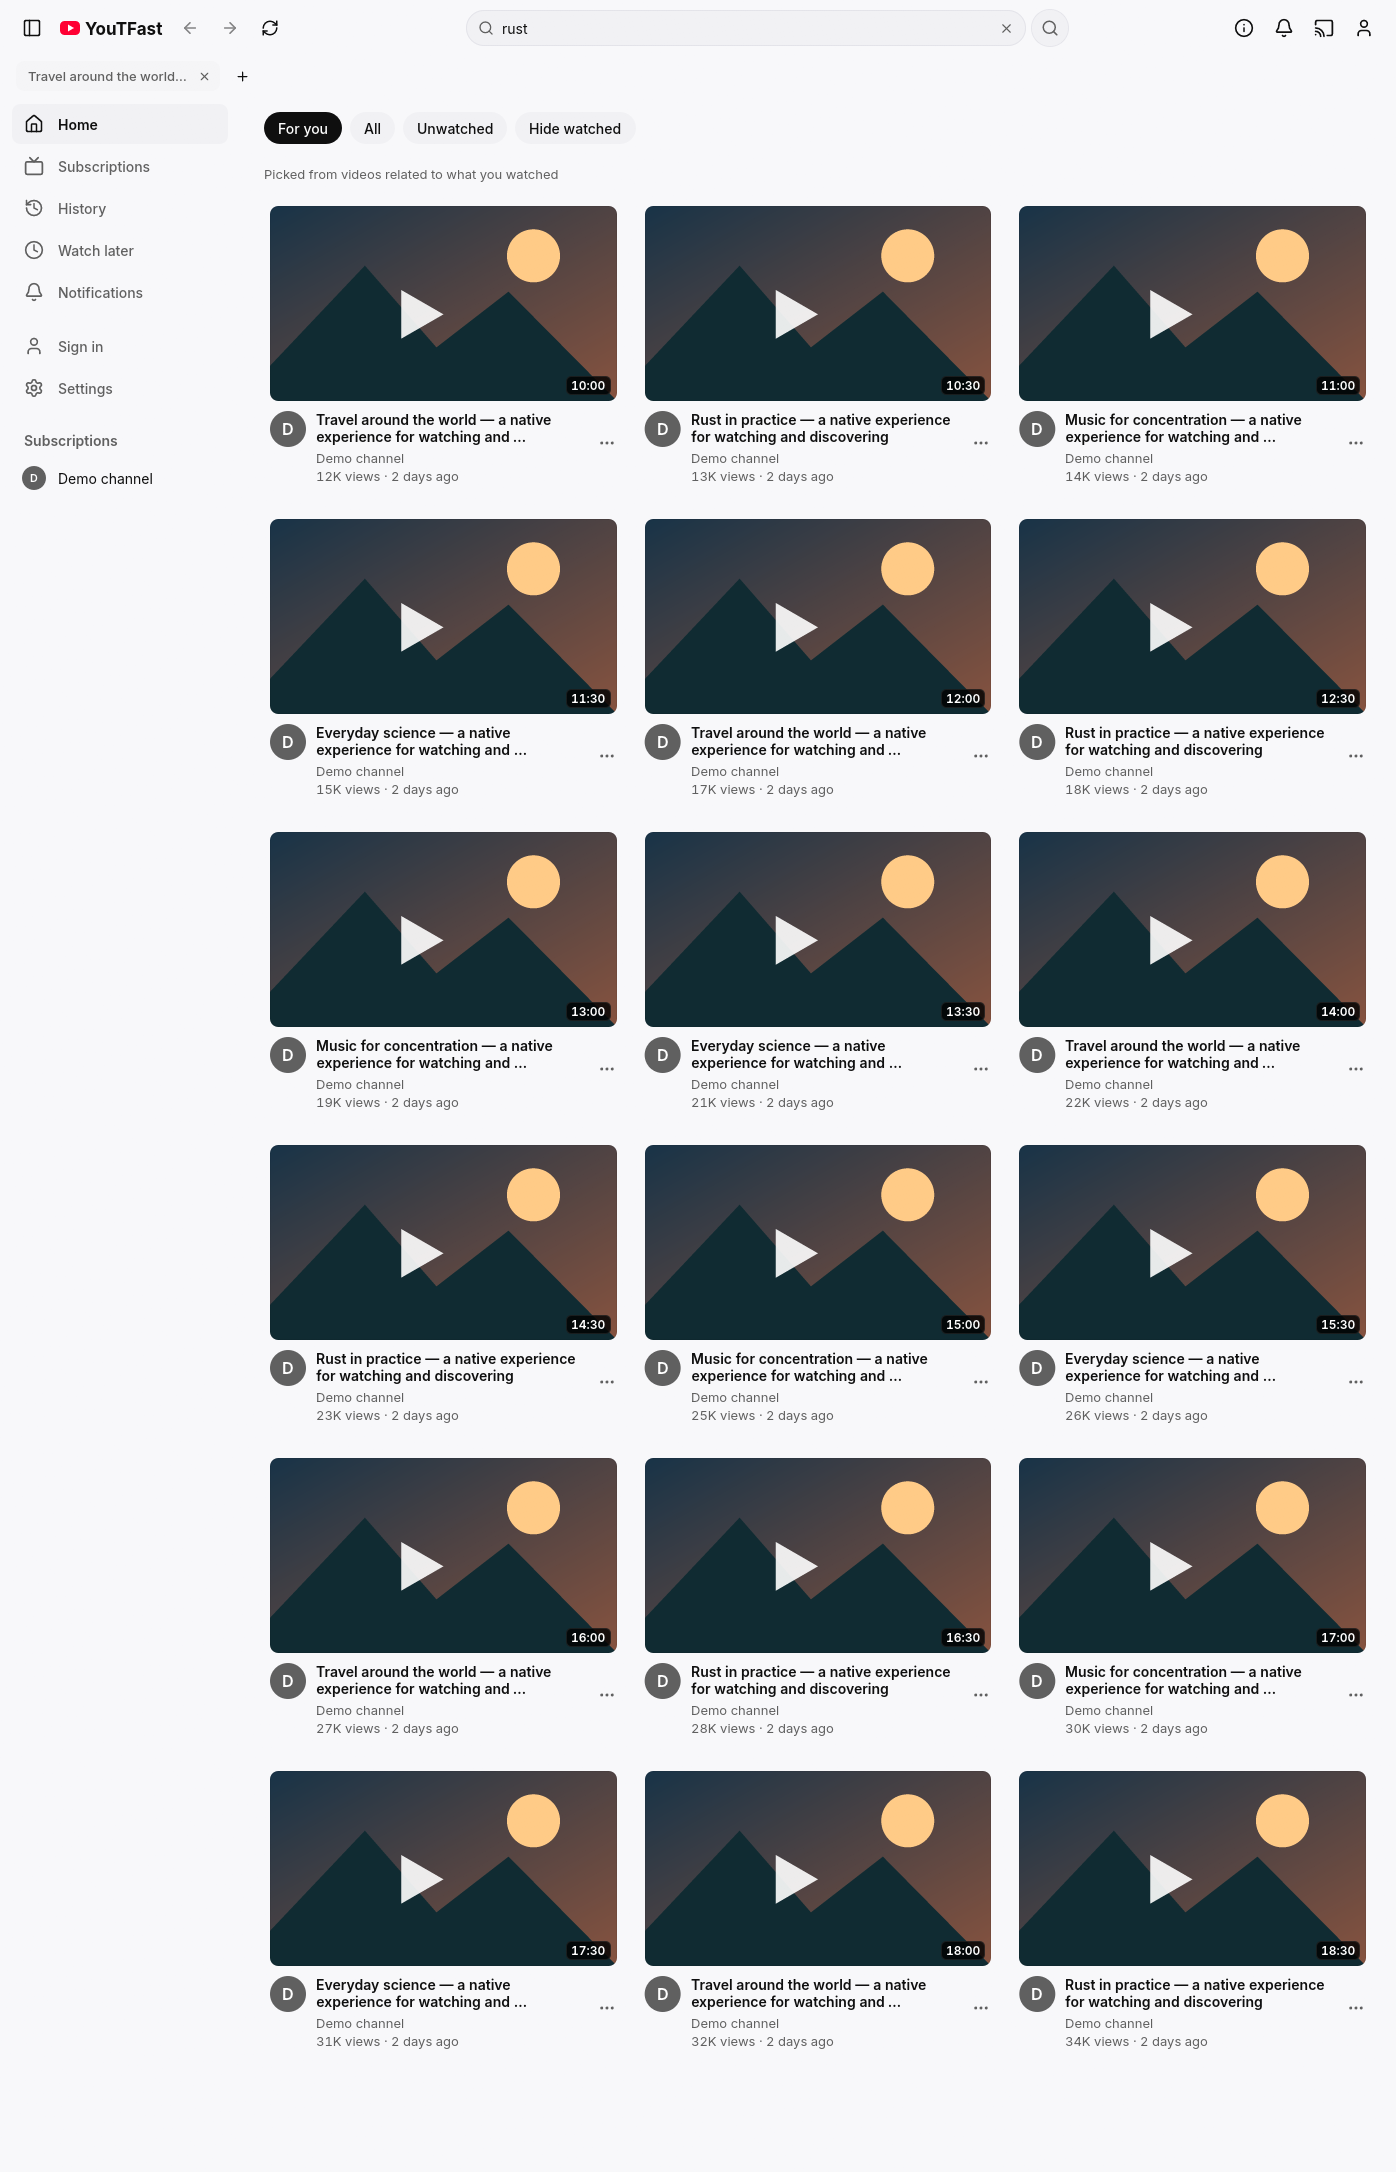 YouTFast
rust
Travel around the world...
Home
Subscriptions
History
Watch later
Notifications
Sign in
Settings
Subscriptions
D
Demo channel
For you
All
Unwatched
Hide watched
Picked from videos related to what you watched
10:00
D
Travel around the world — a native
experience for watching and ...
Demo channel
12K views · 2 days ago
10:30
D
Rust in practice — a native experience
for watching and discovering
Demo channel
13K views · 2 days ago
11:00
D
Music for concentration — a native
experience for watching and ...
Demo channel
14K views · 2 days ago
11:30
D
Everyday science — a native
experience for watching and ...
Demo channel
15K views · 2 days ago
12:00
D
Travel around the world — a native
experience for watching and ...
Demo channel
17K views · 2 days ago
12:30
D
Rust in practice — a native experience
for watching and discovering
Demo channel
18K views · 2 days ago
13:00
D
Music for concentration — a native
experience for watching and ...
Demo channel
19K views · 2 days ago
13:30
D
Everyday science — a native
experience for watching and ...
Demo channel
21K views · 2 days ago
14:00
D
Travel around the world — a native
experience for watching and ...
Demo channel
22K views · 2 days ago
14:30
D
Rust in practice — a native experience
for watching and discovering
Demo channel
23K views · 2 days ago
15:00
D
Music for concentration — a native
experience for watching and ...
Demo channel
25K views · 2 days ago
15:30
D
Everyday science — a native
experience for watching and ...
Demo channel
26K views · 2 days ago
16:00
D
Travel around the world — a native
experience for watching and ...
Demo channel
27K views · 2 days ago
16:30
D
Rust in practice — a native experience
for watching and discovering
Demo channel
28K views · 2 days ago
17:00
D
Music for concentration — a native
experience for watching and ...
Demo channel
30K views · 2 days ago
17:30
D
Everyday science — a native
experience for watching and ...
Demo channel
31K views · 2 days ago
18:00
D
Travel around the world — a native
experience for watching and ...
Demo channel
32K views · 2 days ago
18:30
D
Rust in practice — a native experience
for watching and discovering
Demo channel
34K views · 2 days ago